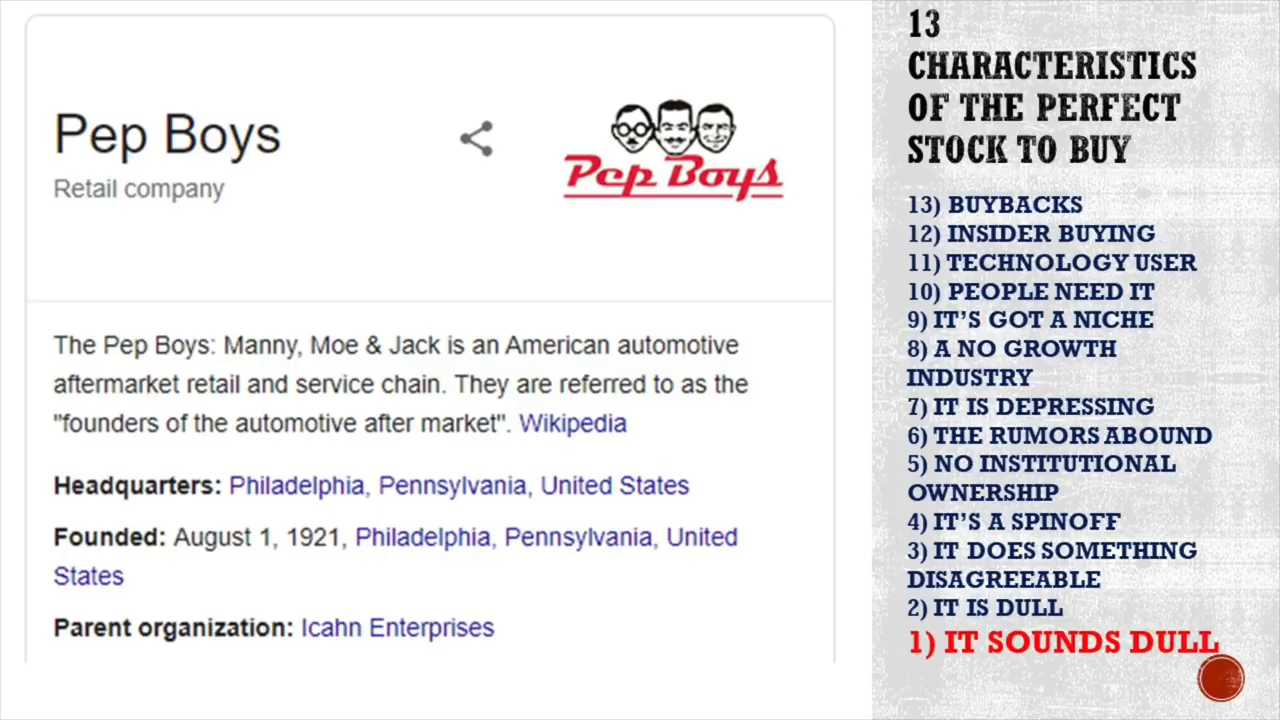 Pep Boys
Retail company
Pep Boys
The Pep Boys: Manny, Moe & Jack is an American automotive
aftermarket retail and service chain. They are referred to as the
"founders of the automotive after market". Wikipedia
Headquarters: Philadelphia, Pennsylvania, United States
Founded: August 1, 1921, Philadelphia, Pennsylvania, United
States
Parent organization: Icahn Enterprises
13
CHARACTERISTICS
OF THE PERFECT
STOCK TO BUY
13) BUYBACKS
12) INSIDER BUYING
11) TECHNOLOGY USER
10) PEOPLE NEED IT
9) IT'S GOT A NICHE
8) A NO GROWTH
INDUSTRY
7) IT IS DEPRESSING
6) THE RUMORS ABOUND
5) NO INSTITUTIONAL
OWNERSHIP
4) IT'S A SPINOFF
3) IT DOES SOMETHING
DISAGREEABLE
2) IT IS DULL
1) IT SOUNDS DULL